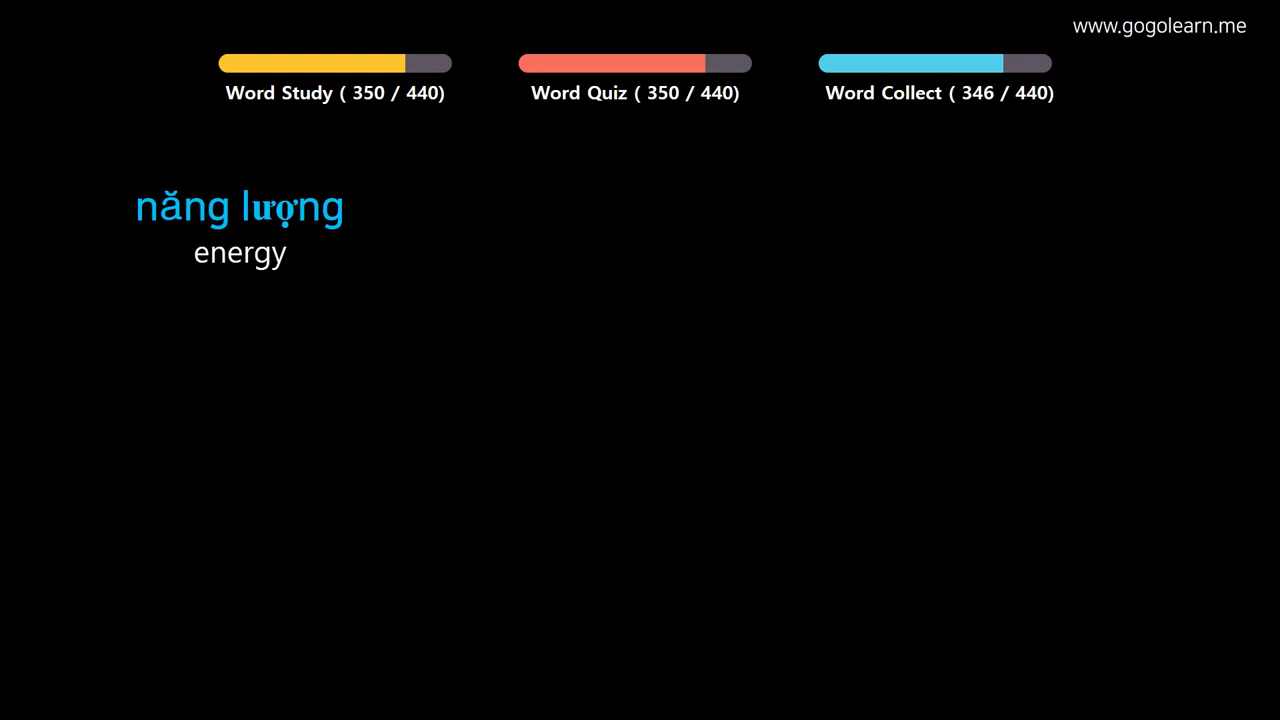 www.gogolearn.me
Word Study ( 350 / 440)
Word Quiz ( 350 / 440)
Word Collect ( 346 / 440)
năng lượng
energy